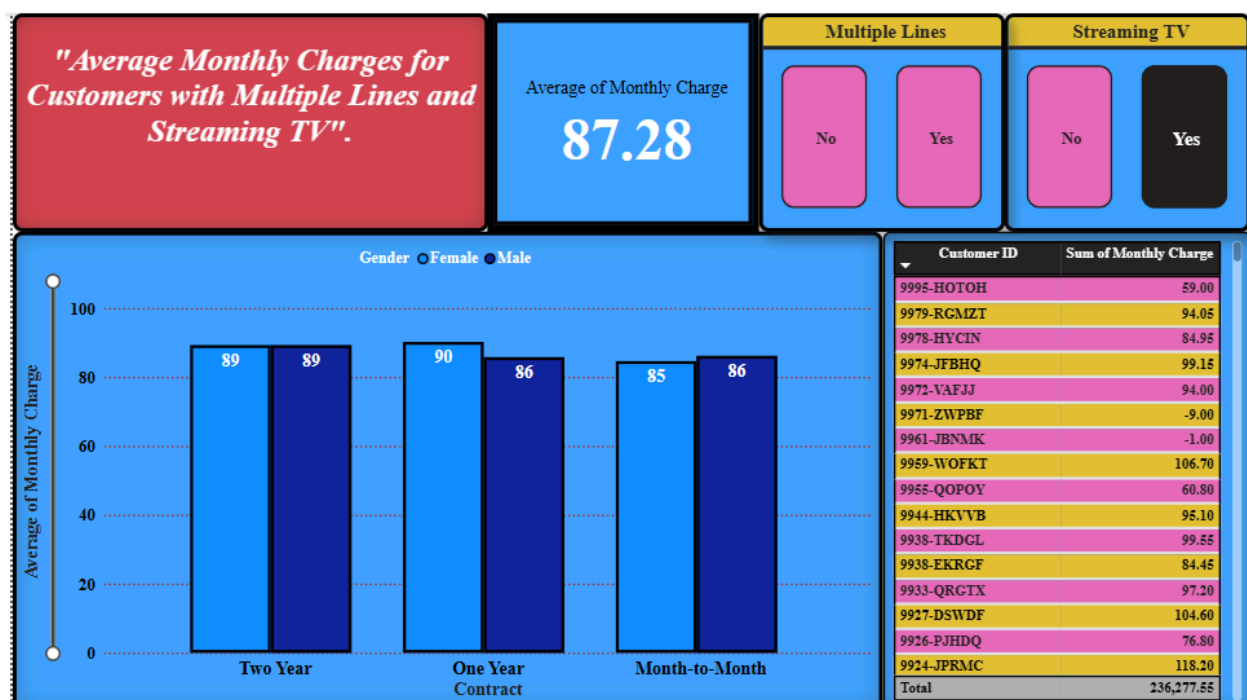 "Average Monthly Charges for
Customers with Multiple Lines and
Streaming TV".
Average of Monthly Charge
87.28
Multiple Lines
No
Yes
Streaming TV
No
Yes
Gender Female Male
Average of Monthly Charge
100
80
60
40
20
0
89
89
90
86
85
86
Two Year
One Year
Month-to-Month
Contract
Customer ID Sum of Monthly Charge
9995-HOTOH 59.00
9979-RGMZT 94.05
9978-HYCIN 84.95
9974-JFBHQ 99.15
9972-VAFJJ 94.00
9971-ZWPBF -9.00
9961-JBNMK -1.00
9959-WOFKT 106.70
9955-QOPOY 60.80
9944-HKVVB 95.10
9938-TKDGL 99.55
9938-EKRGF 84.45
9933-QRGTX 97.20
9927-DSWDF 104.60
9926-PJHDQ 76.80
9924-JPRMC 118.20
Total 236,277.55